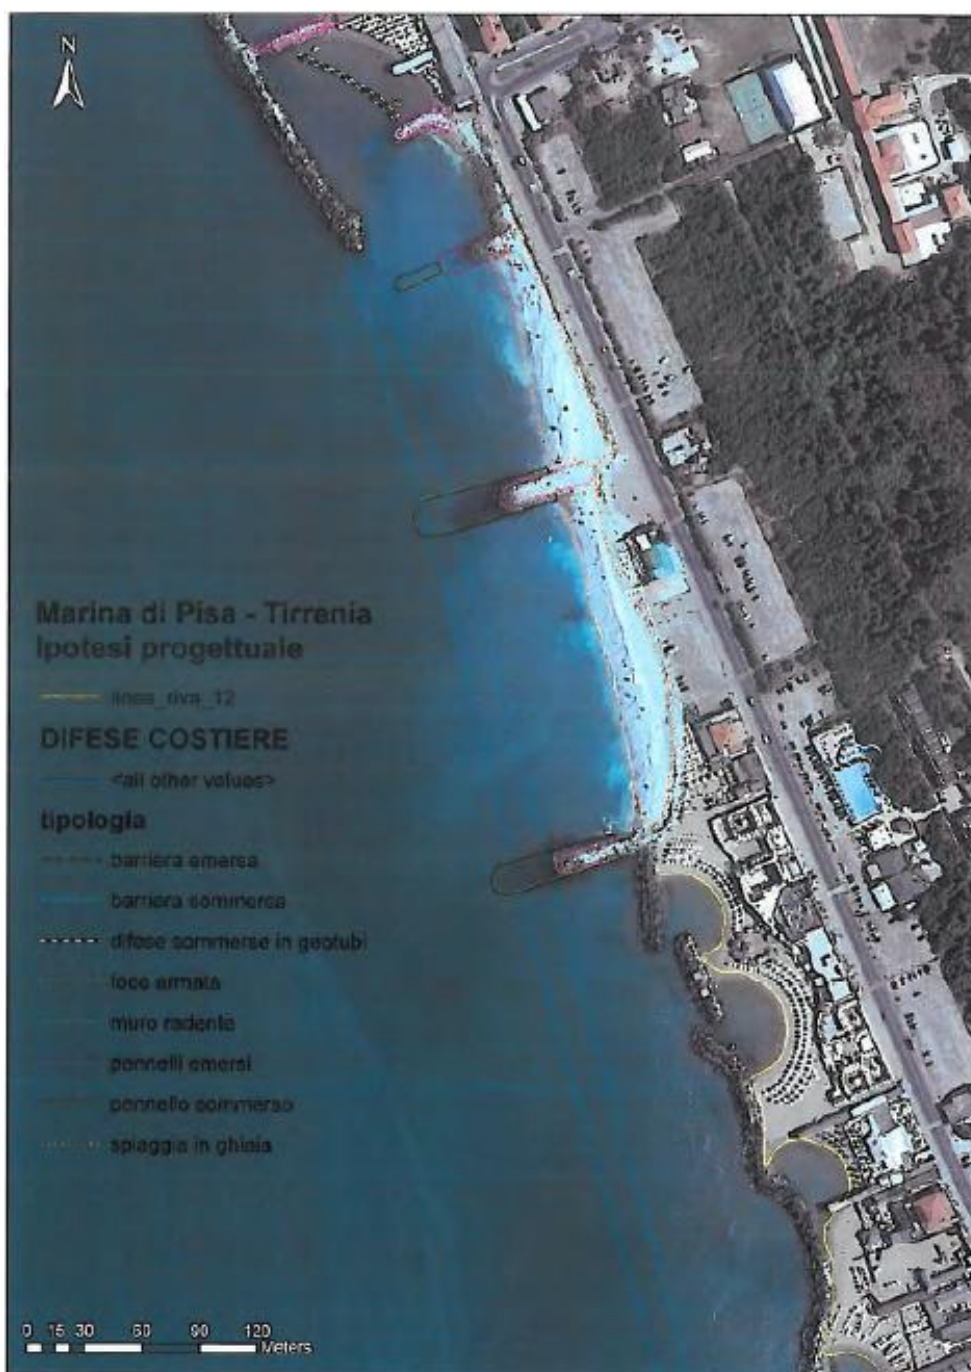 N
Marina di Pisa - Tirrenia
Ipotesi progettuale
linea_riva_12
DIFESE COSTIERE
<all other values>
tipologia
barriera emersa
barriera sommersa
difese sommerse in geotubi
foce armata
muro radente
pennelli emersi
pennello sommerso
spiaggia in ghiaia
0 15 30 60 90 120
Meters